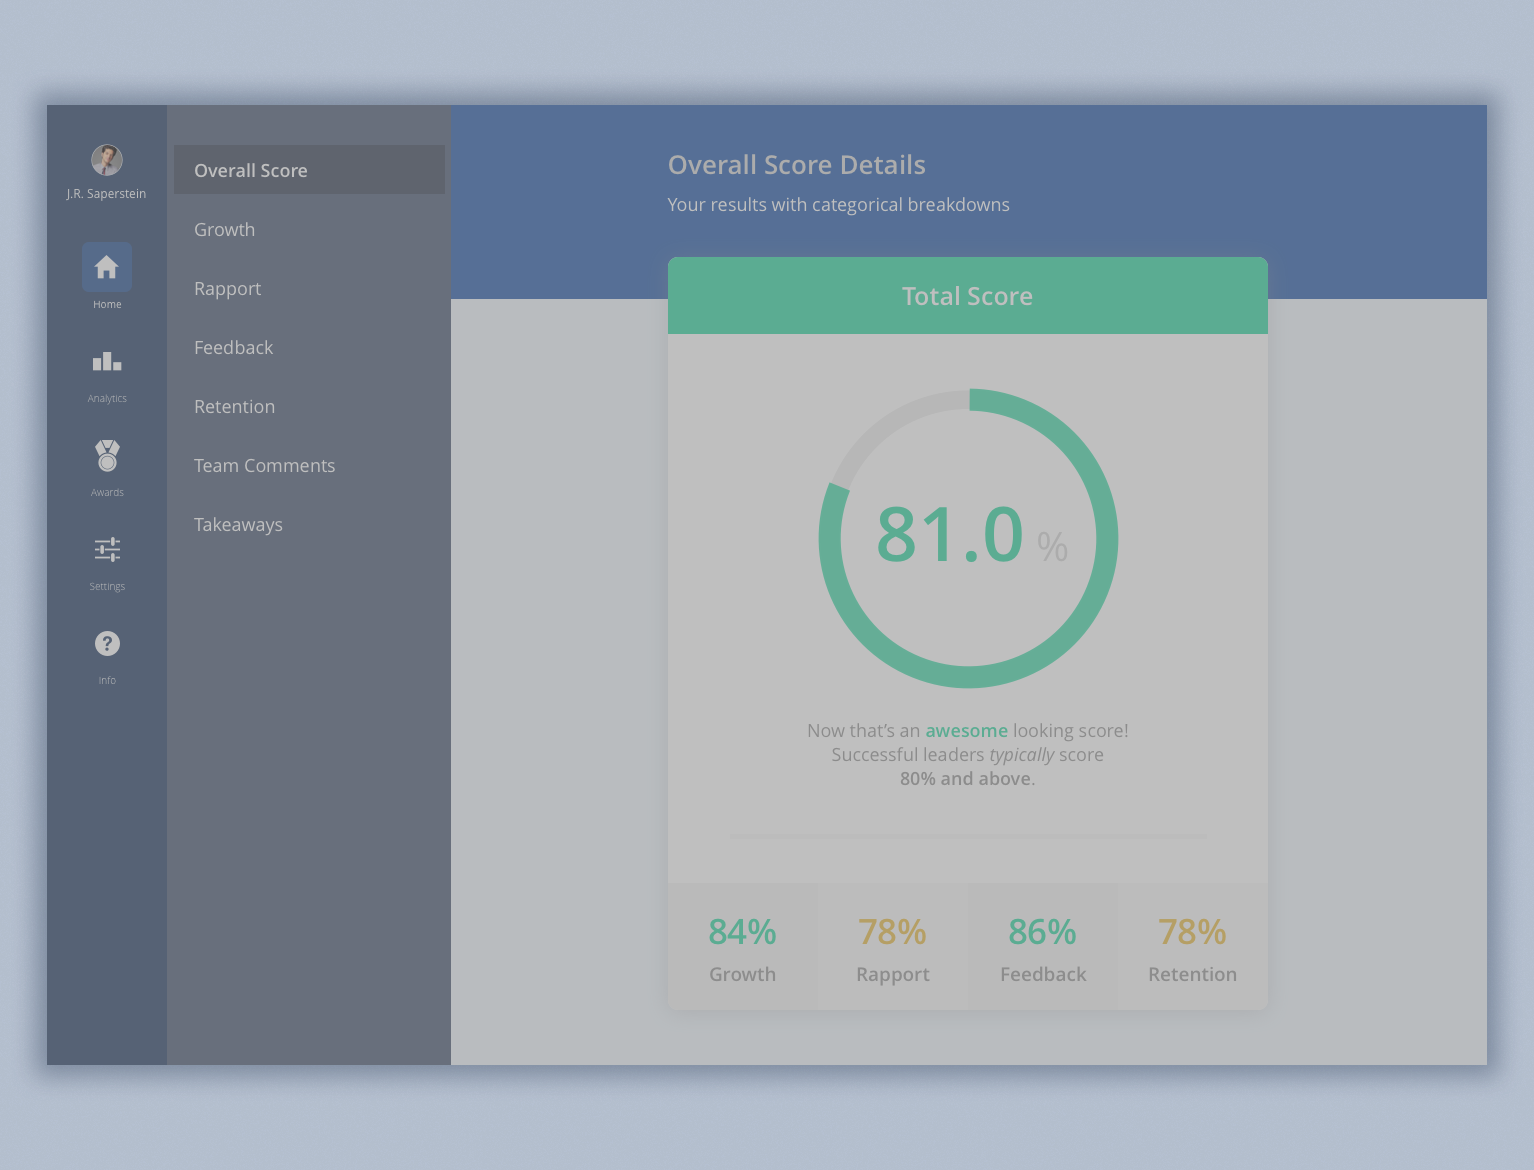 J.R. Saperstein
Home
Analytics
Awards
Settings
Info
Overall Score
Growth
Rapport
Feedback
Retention
Team Comments
Takeaways
Overall Score Details
Your results with categorical breakdowns
Total Score
81.0 %
Now that’s an awesome looking score!
Successful leaders typically score
80% and above.
84%
Growth
78%
Rapport
86%
Feedback
78%
Retention